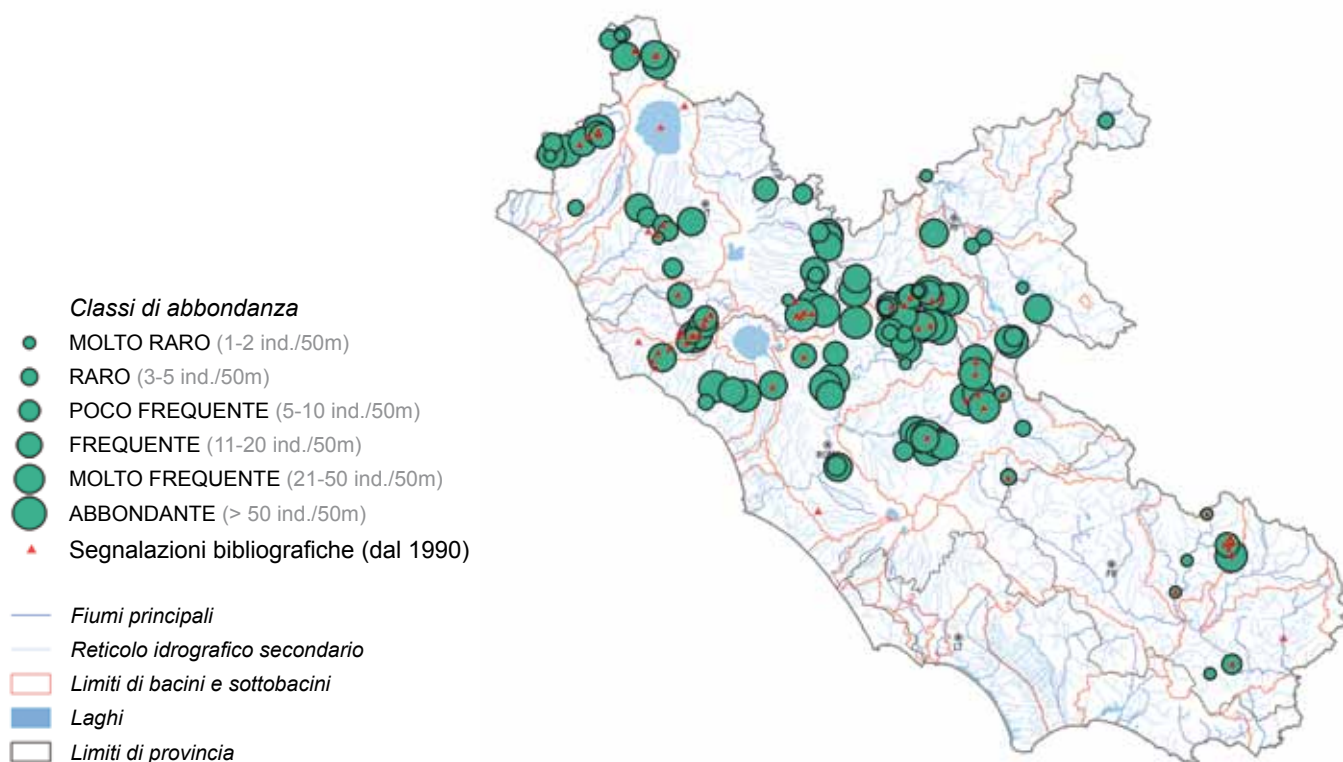 Classi di abbondanza
MOLTO RARO (1-2 ind./50m)
RARO (3-5 ind./50m)
POCO FREQUENTE (5-10 ind./50m)
FREQUENTE (11-20 ind./50m)
MOLTO FREQUENTE (21-50 ind./50m)
ABBONDANTE (> 50 ind./50m)
Segnalazioni bibliografiche (dal 1990)
Fiumi principali
Reticolo idrografico secondario
Limiti di bacini e sottobacini
Laghi
Limiti di provincia
FR
LT